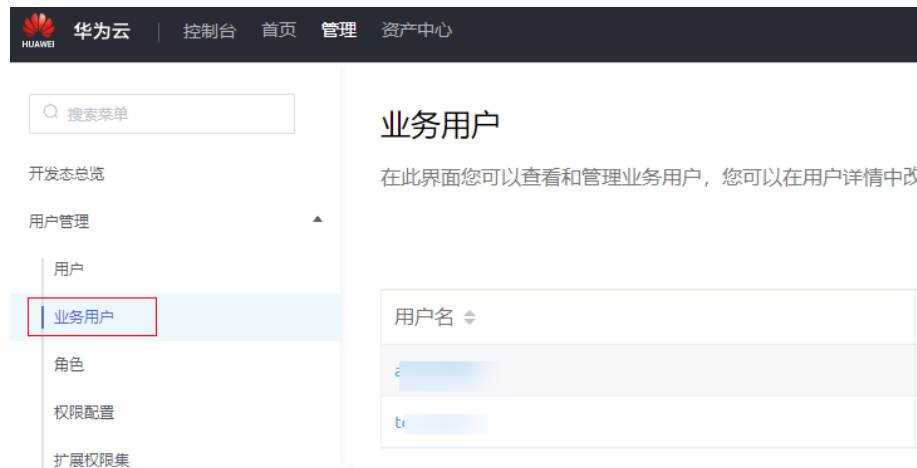 HUAWEI 华为云 控制台 首页 管理 资产中心
搜索菜单
业务用户
开发态总览
在此界面您可以查看和管理业务用户，您可以在用户详情中改
用户管理
用户
业务用户
用户名
角色
权限配置
扩展权限集